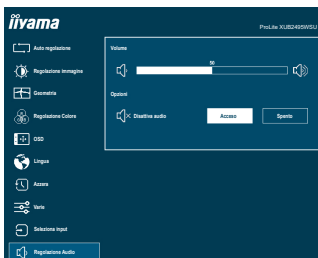 iiyama
ProLite XUB2495WSU
Auto regolazione
Regolazione immagine
Geometria
Regolazione Colore
OSD
Lingua
Azzera
Varie
Selezione input
Regolazione Audio
Volume
50
Opzioni
Disattiva audio
Acceso
Spento